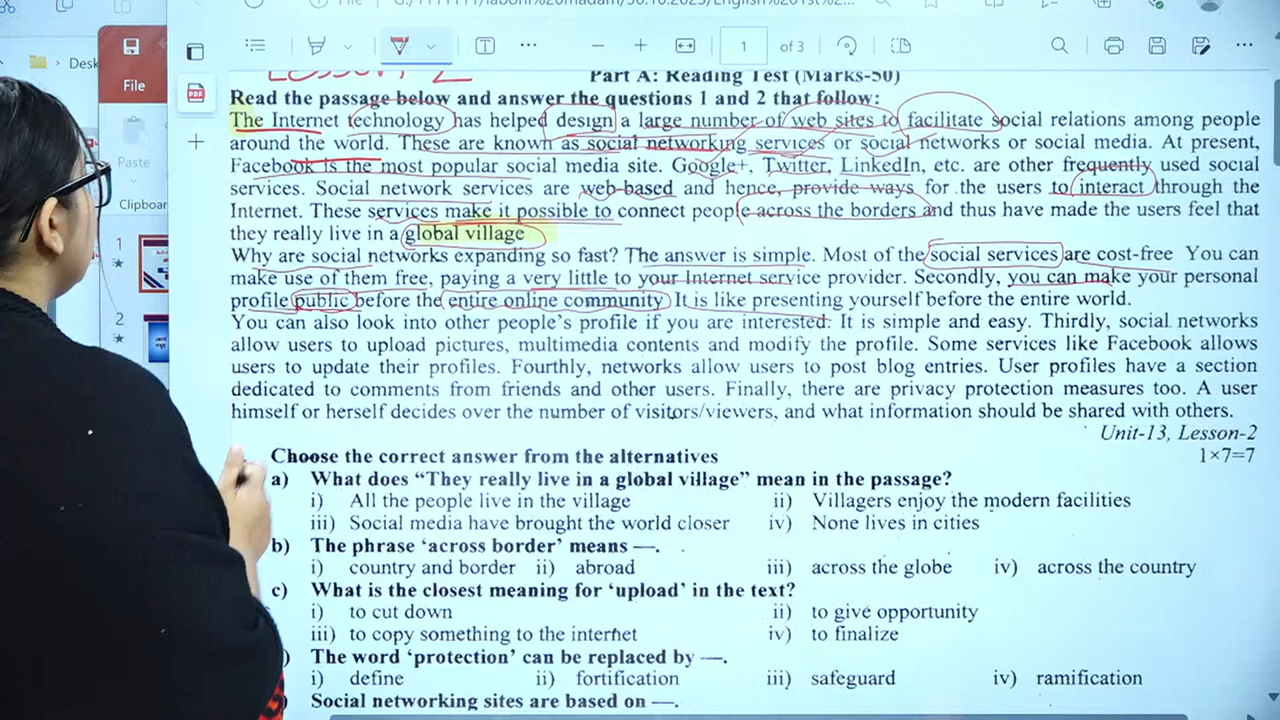 File
G:/1111111/laboni%20madam/30.10.2023/English%201st%2...
1 of 3
Desk
File
Paste
Clipboard
1
2
LESSON, 2
Part A: Reading Test (Marks-50)
Read the passage below and answer the questions 1 and 2 that follow:
The Internet technology has helped design a large number of web sites to facilitate social relations among people
around the world. These are known as social networking services or social networks or social media. At present,
Facebook is the most popular social media site. Google+, Twitter, LinkedIn, etc. are other frequently used social
services. Social network services are web-based and hence, provide ways for the users to interact through the
Internet. These services make it possible to connect people across the borders and thus have made the users feel that
they really live in a global village
Why are social networks expanding so fast? The answer is simple. Most of the social services are cost-free You can
make use of them free, paying a very little to your Internet service provider. Secondly, you can make your personal
profile public before the entire online community It is like presenting yourself before the entire world.
You can also look into other people's profile if you are interested. It is simple and easy. Thirdly, social networks
allow users to upload pictures, multimedia contents and modify the profile. Some services like Facebook allows
users to update their profiles. Fourthly, networks allow users to post blog entries. User profiles have a section
dedicated to comments from friends and other users. Finally, there are privacy protection measures too. A user
himself or herself decides over the number of visitors/viewers, and what information should be shared with others.
Unit-13, Lesson-2
Choose the correct answer from the alternatives 1×7=7
a) What does “They really live in a global village” mean in the passage?
i) All the people live in the village ii) Villagers enjoy the modern facilities
iii) Social media have brought the world closer iv) None lives in cities
b) The phrase ‘across border’ means —.
i) country and border ii) abroad iii) across the globe iv) across the country
c) What is the closest meaning for ‘upload’ in the text?
i) to cut down ii) to give opportunity
iii) to copy something to the internet iv) to finalize
) The word ‘protection’ can be replaced by —.
i) define ii) fortification iii) safeguard iv) ramification
) Social networking sites are based on —.